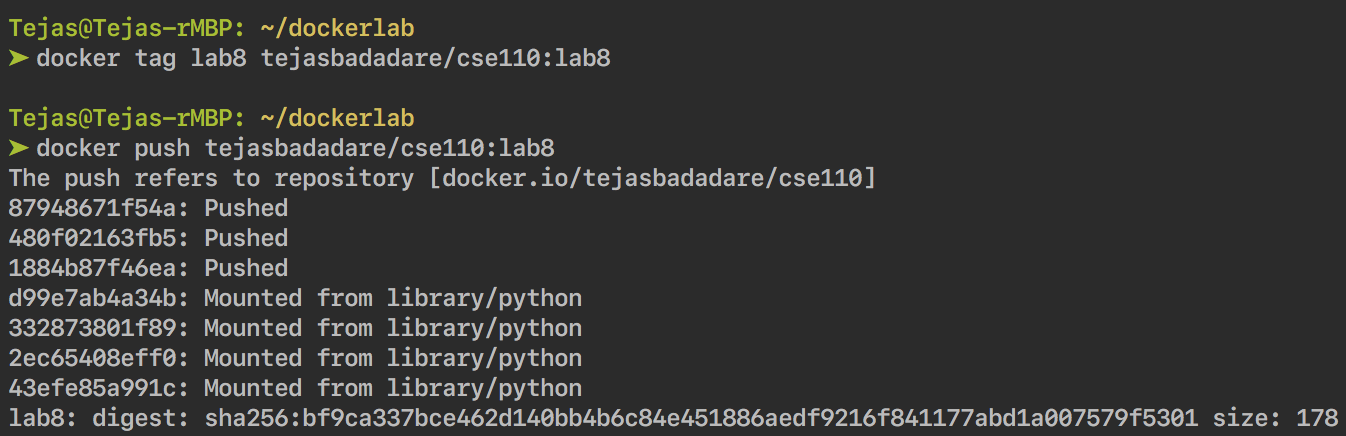 Tejas@Tejas-rMBP: ~/dockerlab
➤ docker tag lab8 tejasbadadare/cse110:lab8
Tejas@Tejas-rMBP: ~/dockerlab
➤ docker push tejasbadadare/cse110:lab8
The push refers to repository [docker.io/tejasbadadare/cse110]
87948671f54a: Pushed
480f02163fb5: Pushed
1884b87f46ea: Pushed
d99e7ab4a34b: Mounted from library/python
332873801f89: Mounted from library/python
2ec65408eff0: Mounted from library/python
43efe85a991c: Mounted from library/python
lab8: digest: sha256:bf9ca337bce462d140bb4b6c84e451886aedf9216f841177abd1a007579f5301 size: 178